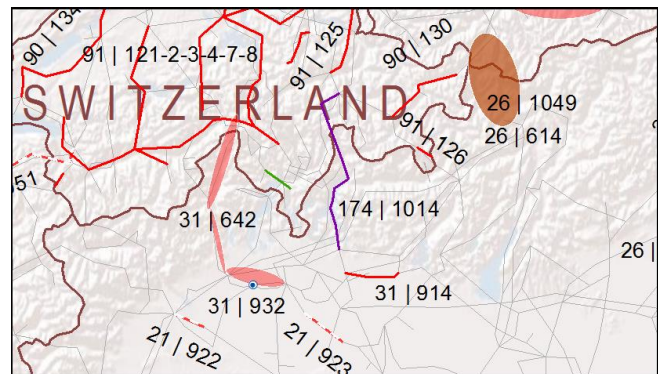 90 | 134
91 | 121-2-3-4-7-8
91 | 125
90 | 130
SWITZERLAND
26 | 1049
26 | 614
91 | 126
951
31 | 642
174 | 1014
26 |
31 | 932
31 | 914
21 | 922
21 | 923